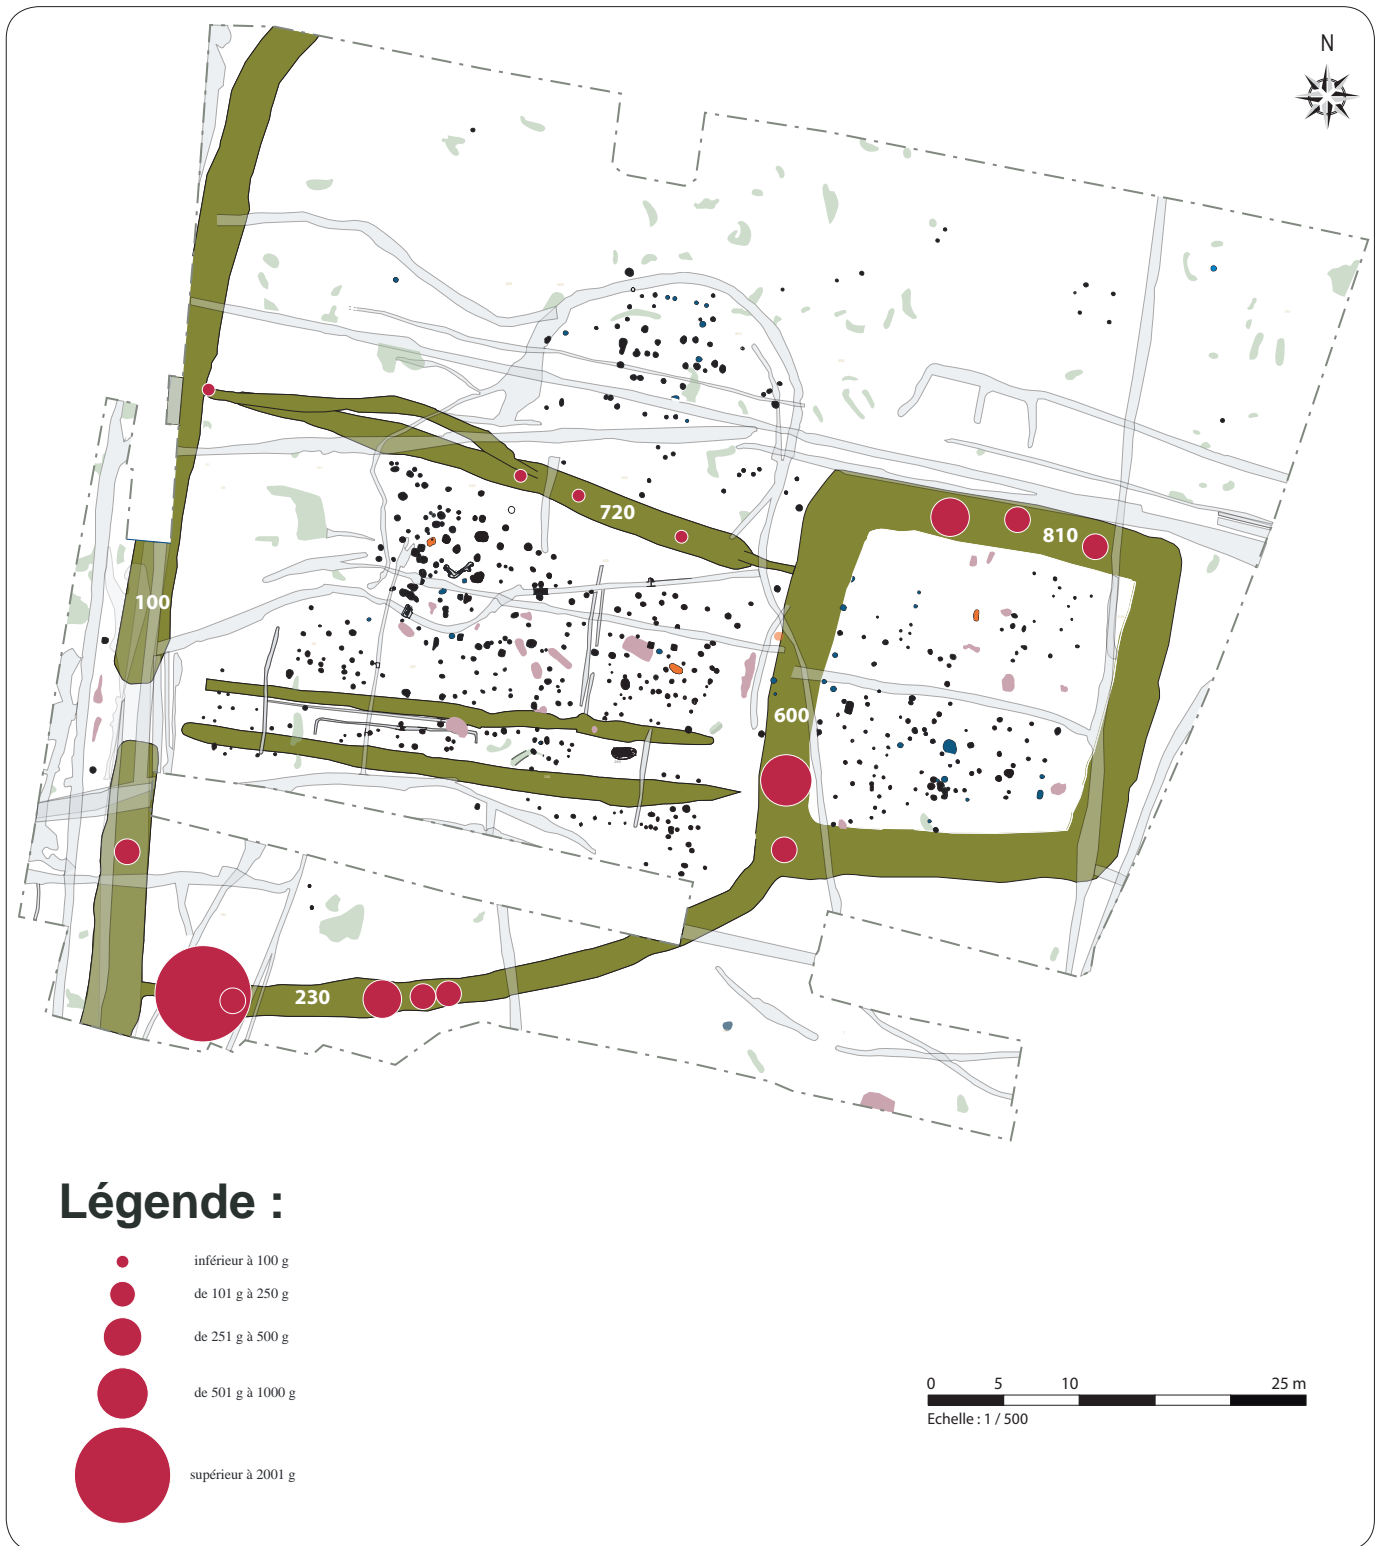 N
720
810
100
600
230
Légende :
inférieur à 100 g
de 101 g à 250 g
de 251 g à 500 g
de 501 g à 1000 g
supérieur à 2001 g
0 5 10 25 m
Echelle : 1 / 500